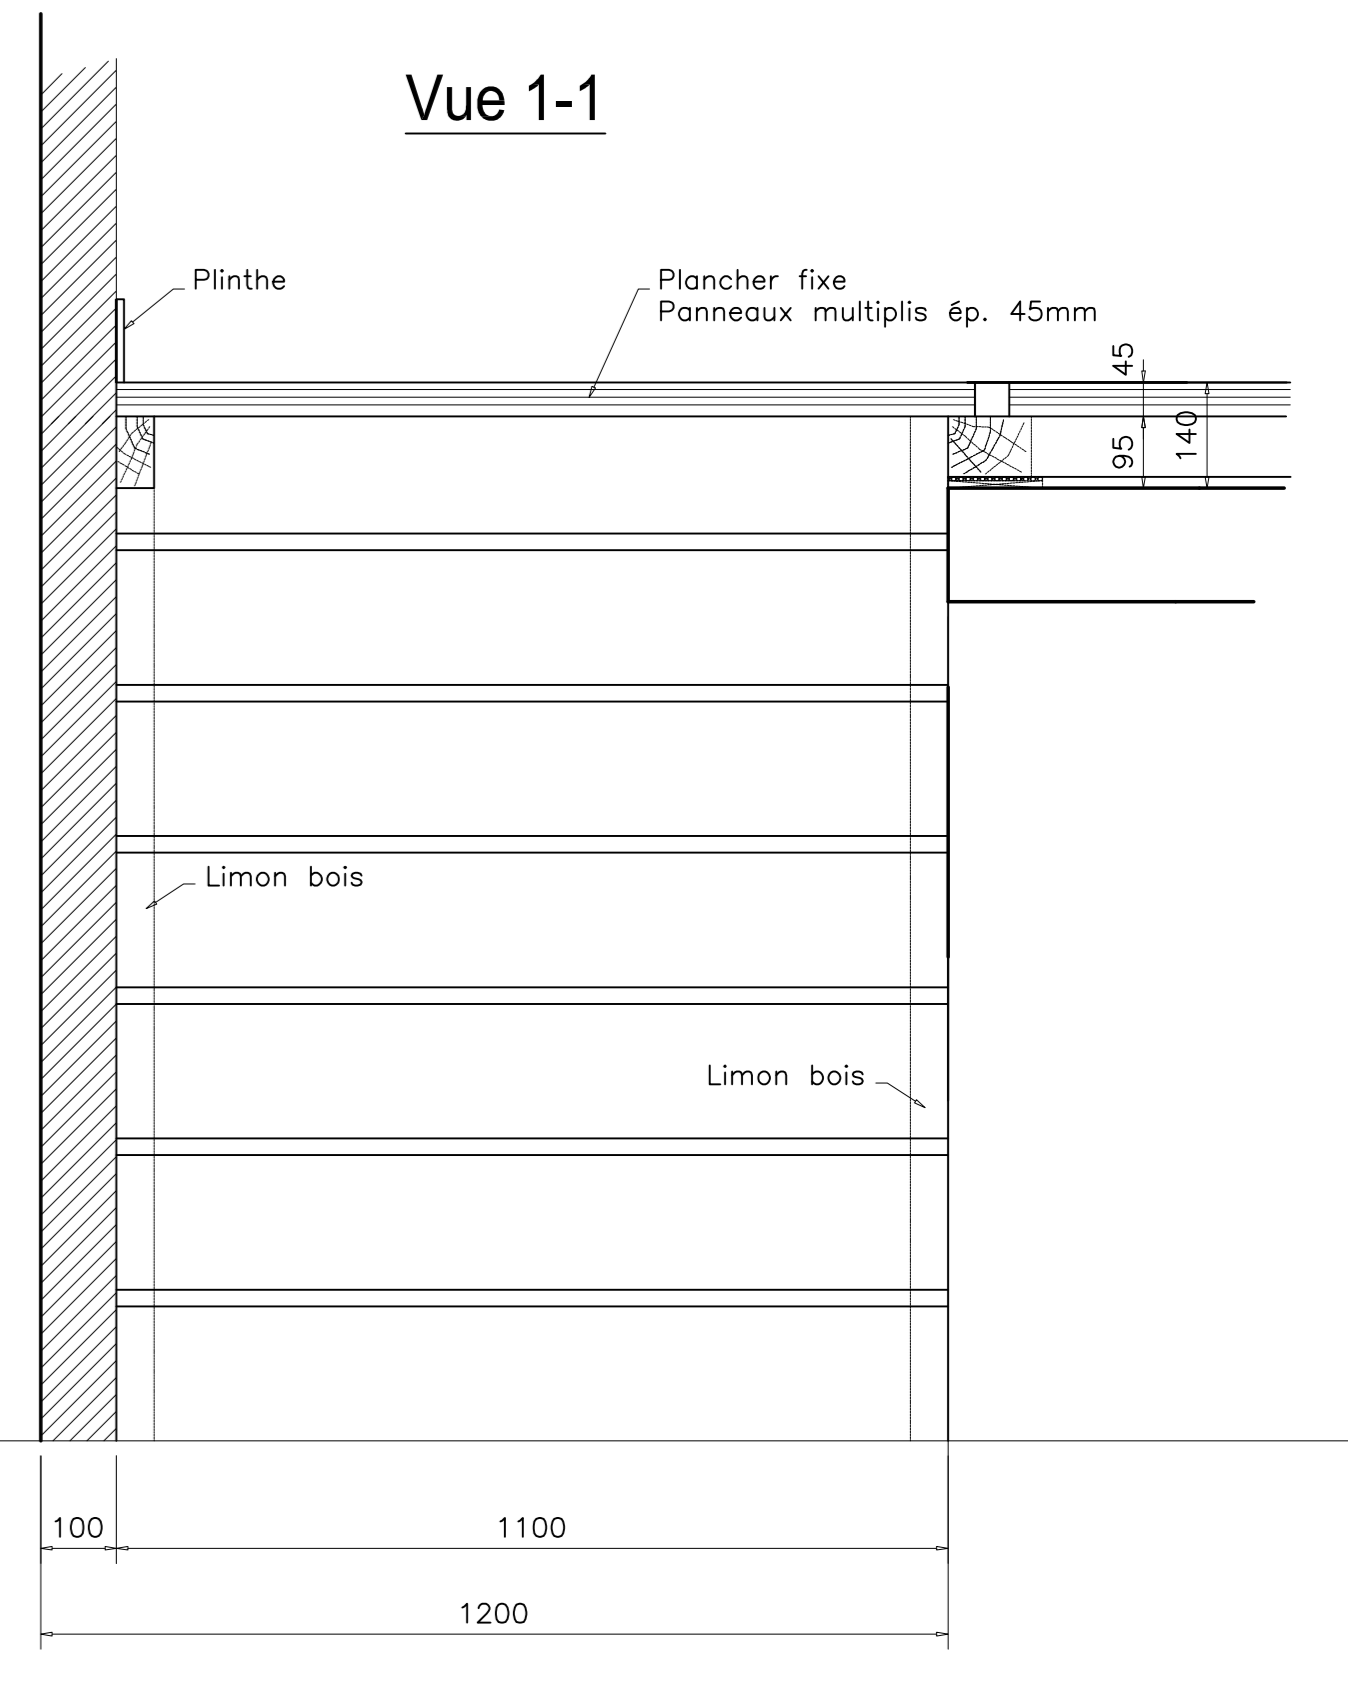 Vue 1-1
Plinthe
Plancher fixe
Panneaux multiplis ép. 45mm
45
140
95
Limon bois
Limon bois
100
1100
1200